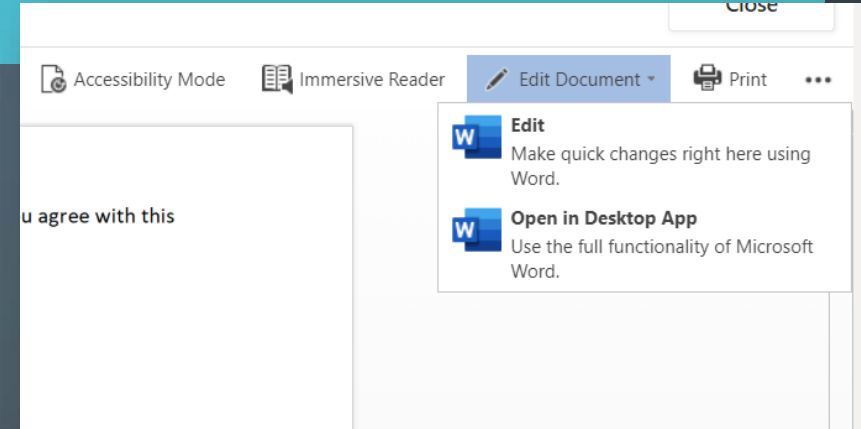 Close
Accessibility Mode Immersive Reader Edit Document Print
W Edit
Make quick changes right here using
Word.
u agree with this
W Open in Desktop App
Use the full functionality of Microsoft
Word.